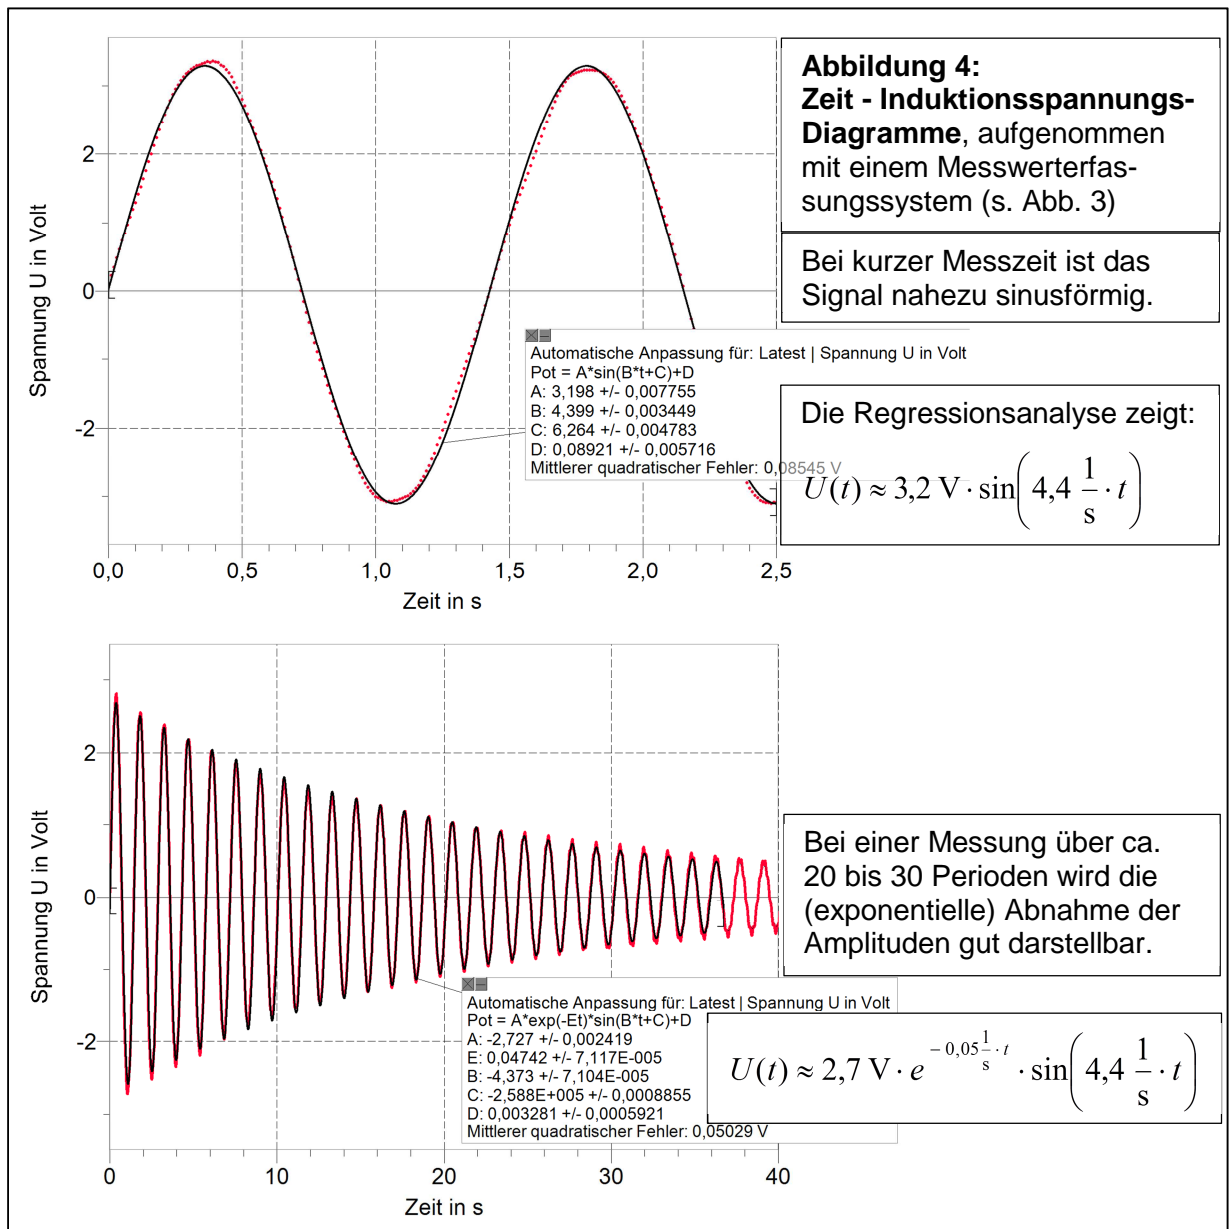 Spannung U in Volt
2
0
-2
0,0 0,5 1,0 1,5 2,0 2,5
Zeit in s
Automatische Anpassung für: Latest | Spannung U in Volt
Pot = A*sin(B*t+C)+D
A: 3,198 +/- 0,007755
B: 4,399 +/- 0,003449
C: 6,264 +/- 0,004783
D: 0,08921 +/- 0,005716
Mittlerer quadratischer Fehler: 0,08545 V
Abbildung 4:
Zeit - Induktionsspannungs-
Diagramme, aufgenommen
mit einem Messwerterfas-
sungssystem (s. Abb. 3)
Bei kurzer Messzeit ist das
Signal nahezu sinusförmig.
Die Regressionsanalyse zeigt:
U(t) ≈ 3,2 V · sin(4,4 1/s · t)
Spannung U in Volt
2
0
-2
0 10 20 30 40
Zeit in s
Automatische Anpassung für: Latest | Spannung U in Volt
Pot = A*exp(-Et)*sin(B*t+C)+D
A: -2,727 +/- 0,002419
E: 0,04742 +/- 7,117E-005
B: -4,373 +/- 7,104E-005
C: -2,588E+005 +/- 0,0008855
D: 0,003281 +/- 0,0005921
Mittlerer quadratischer Fehler: 0,05029 V
Bei einer Messung über ca.
20 bis 30 Perioden wird die
(exponentielle) Abnahme der
Amplituden gut darstellbar.
U(t) ≈ 2,7 V · e^(-0,05 1/s · t) · sin(4,4 1/s · t)